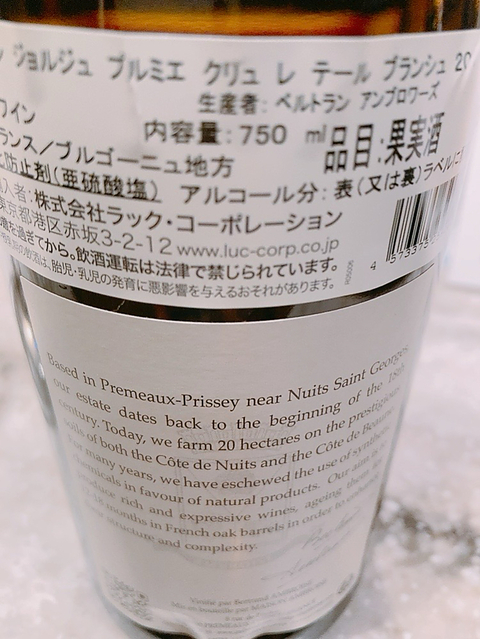 ン ジョルジュ プルミエ クリュ レ テール ブランシュ 20
ワイン
生産者: ベルトラン アンブロワーズ
内容量:750 ml
品目:果実酒
ランス/ブルゴーニュ地方
防止剤(亜硫酸塩)
アルコール分: 表(又は裏)ラベルに
入者:株式会社ラック・コーポレーション
東京都港区赤坂3-2-12 www.luc-corp.co.jp
を過ぎてから。飲酒運転は法律で禁じられています。
の飲酒は、胎児・乳児の発育に悪影響を与えるおそれがあります。
Based in Premeaux-Prissey near Nuits Saint Georges,
our estate dates back to the beginning of the 18th
century. Today, we farm 20 hectares on the prestigious
soils of both the Côte de Nuits and the Côte de Beaune.
For many years, we have eschewed the use of synthetic
chemicals in favour of natural products. Our aim is
produce rich and expressive wines, ageing them
months in French oak barrels in order to
structure and complexity.